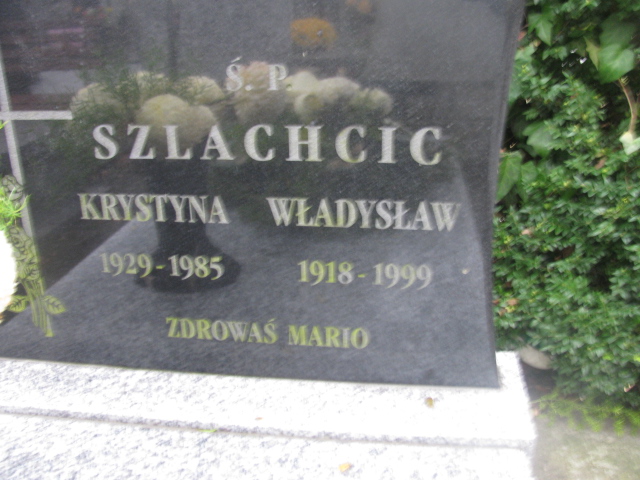 Ś. P.
SZLACHCIC
KRYSTYNA WŁADYSŁAW
1929 - 1985 1918 - 1999
ZDROWAŚ MARIO